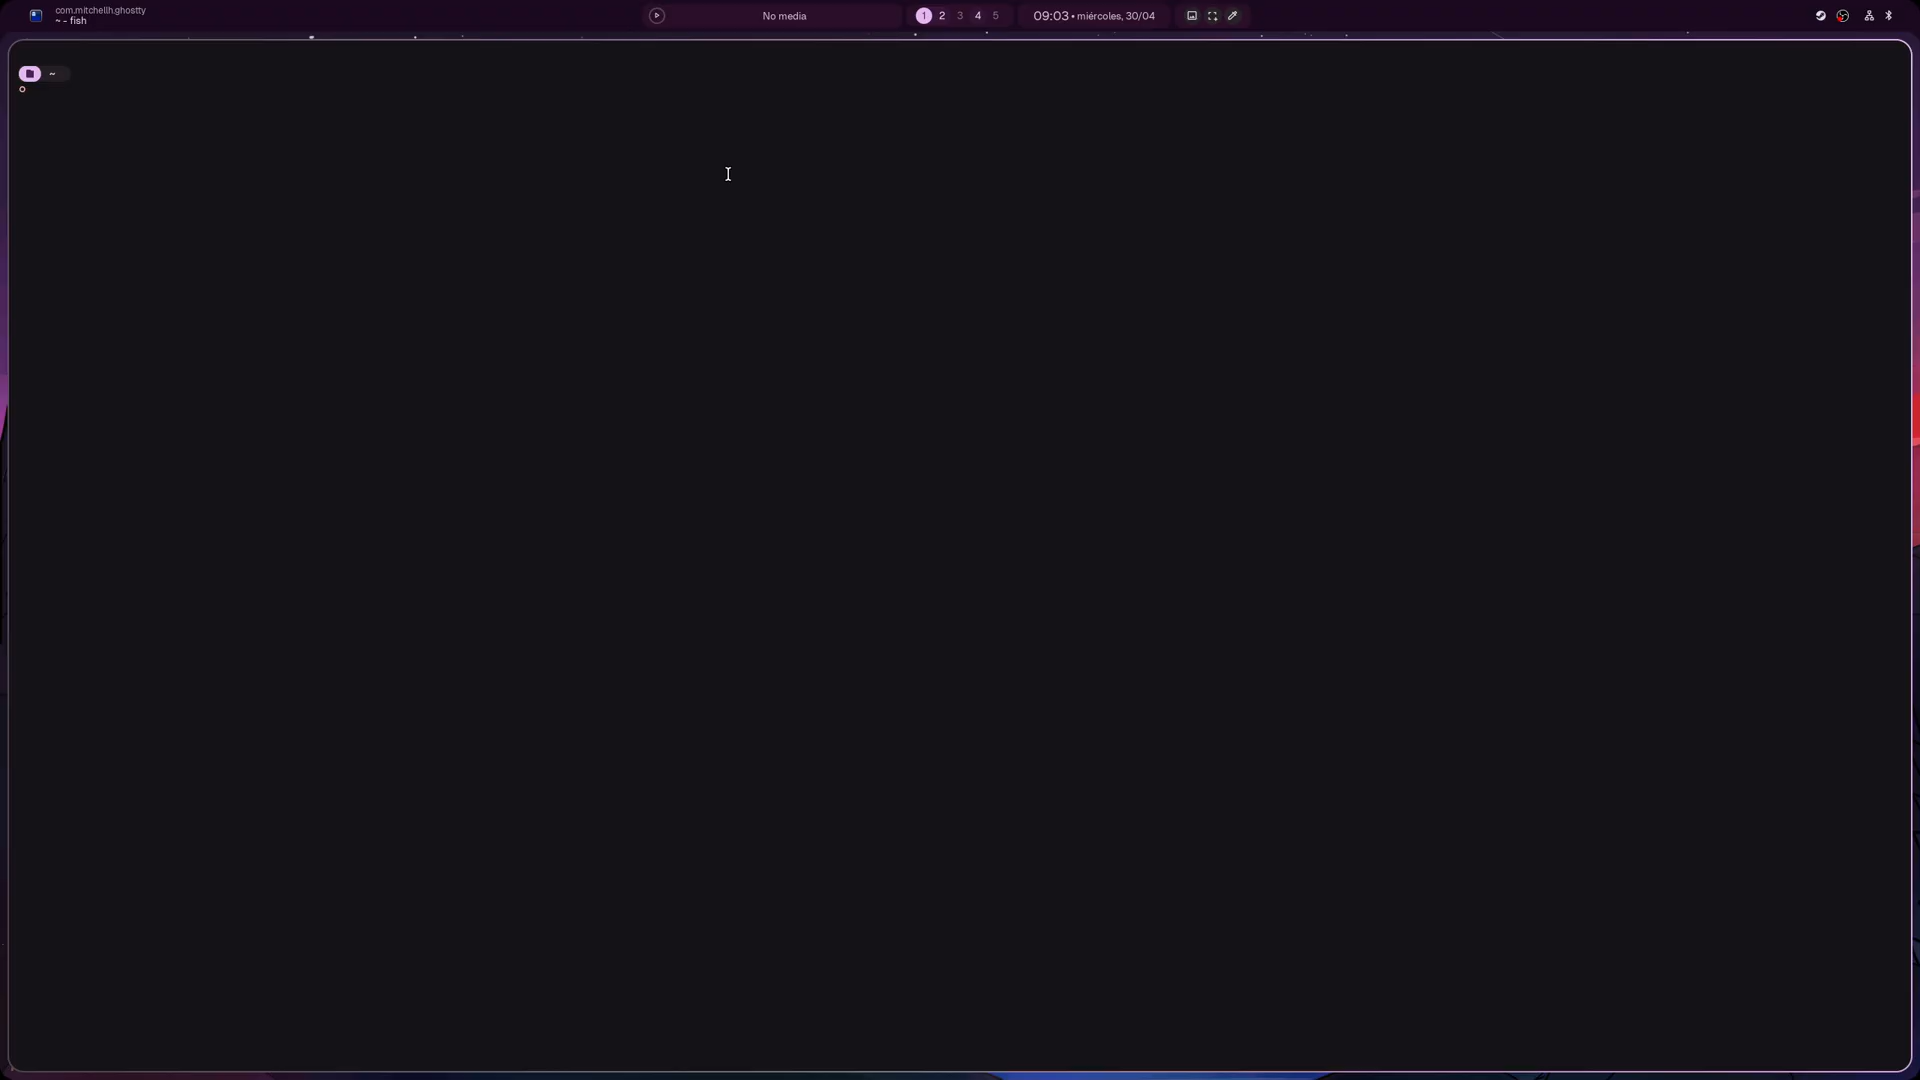 com.mitchellh.ghostty
~ - fish
No media
1 2 3 4 5
09:03 • miércoles, 30/04
~